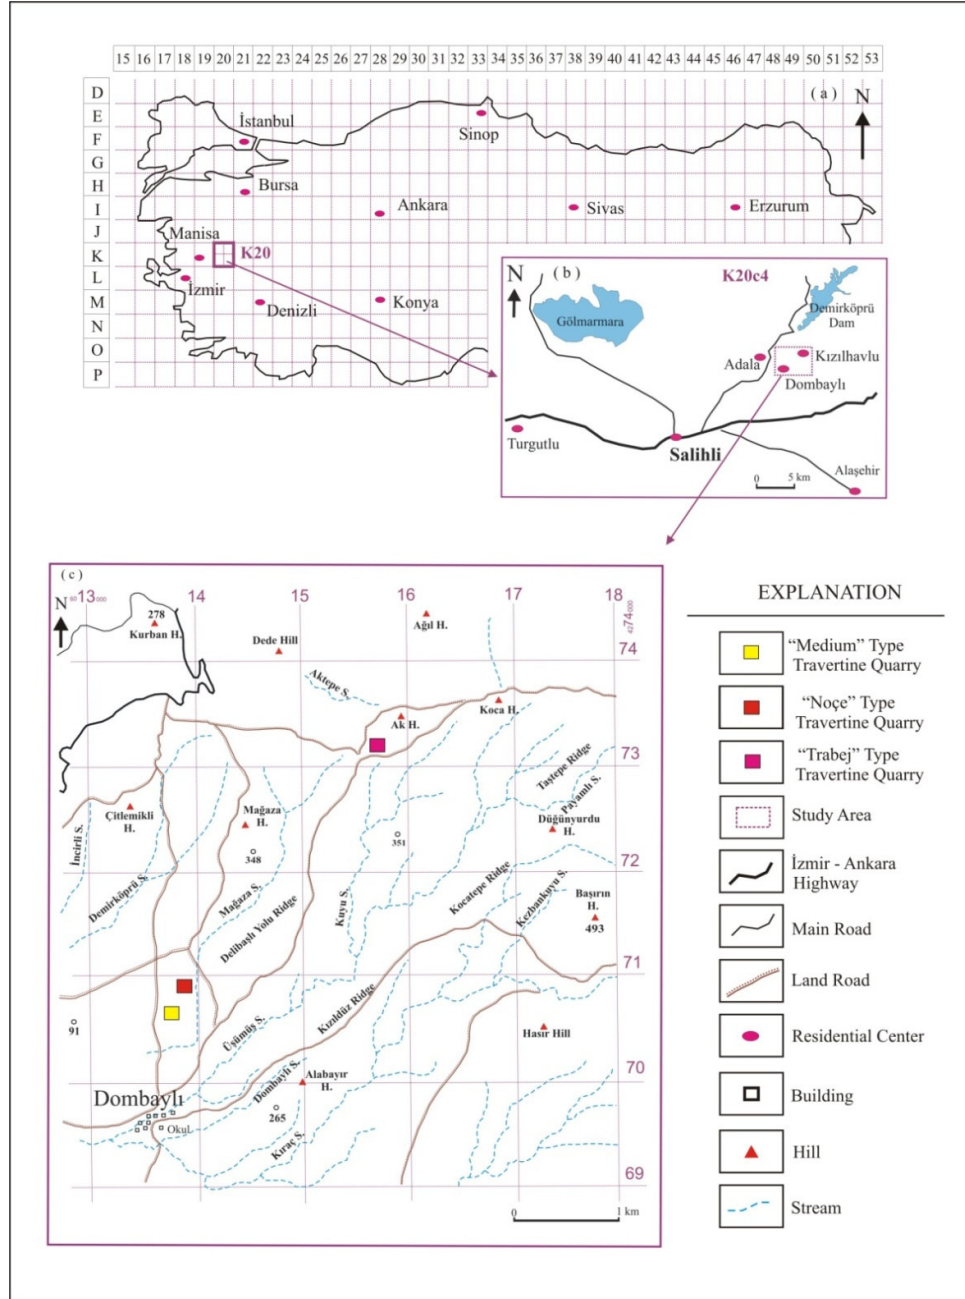 15 16 17 18 19 20 21 22 23 24 25 26 27 28 29 30 31 32 33 34 35 36 37 38 39 40 41 42 43 44 45 46 47 48 49 50 51 52 53
D
( a )
N
E
İstanbul
Sinop
F
G
H
Bursa
I
Ankara
Sivas
Erzurum
J
Manisa
K
K20
L
İzmir
M
Denizli
Konya
N
O
P
N
( b )
K20c4
Gölmarmara
Demirköprü
Dam
Adala
Kızılhavlu
Dombaylı
Turgutlu
Salihli
Alaşehir
0 5 km
( c )
N
13 000
14
15
16
17
18
4274000
278
Kurban H.
Ağıl H.
Dede Hill
74
Aktepe S.
Koca H.
Ak H.
73
Taştepe Ridge
Payamlı S.
Çitlemikli
H.
Mağaza
H.
Düğünyurdu
H.
İncirli S.
348
351
72
Demirköprü S.
Mağaza S.
Delibaşlı Yolu Ridge
Kuyu S.
Kocatepe Ridge
Kezbankuyu S.
Başırın
H.
493
71
Kızıldüz Ridge
91
Üşümüş S.
Hasır Hill
70
Dombaylı S.
Alabayır
H.
Dombaylı
265
Okul
Kıraç S.
69
0 1 km
EXPLANATION
“Medium” Type
Travertine Quarry
“Noçe” Type
Travertine Quarry
“Trabej” Type
Travertine Quarry
Study Area
İzmir - Ankara
Highway
Main Road
Land Road
Residential Center
Building
Hill
Stream